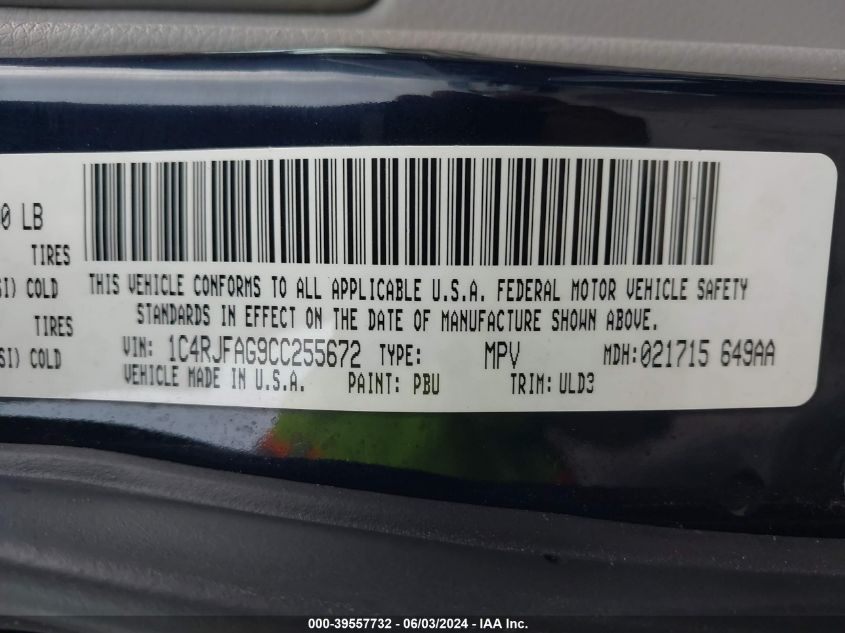 0 LB
TIRES
SI) COLD
TIRES
SI) COLD
THIS VEHICLE CONFORMS TO ALL APPLICABLE U.S.A. FEDERAL MOTOR VEHICLE SAFETY
STANDARDS IN EFFECT ON THE DATE OF MANUFACTURE SHOWN ABOVE.
VIN: 1C4RJFAG9CC255672 TYPE: MPV MDH:021715 649AA
VEHICLE MADE IN U.S.A. PAINT: PBU TRIM: ULD3
000-39557732 - 06/03/2024 - IAA Inc.